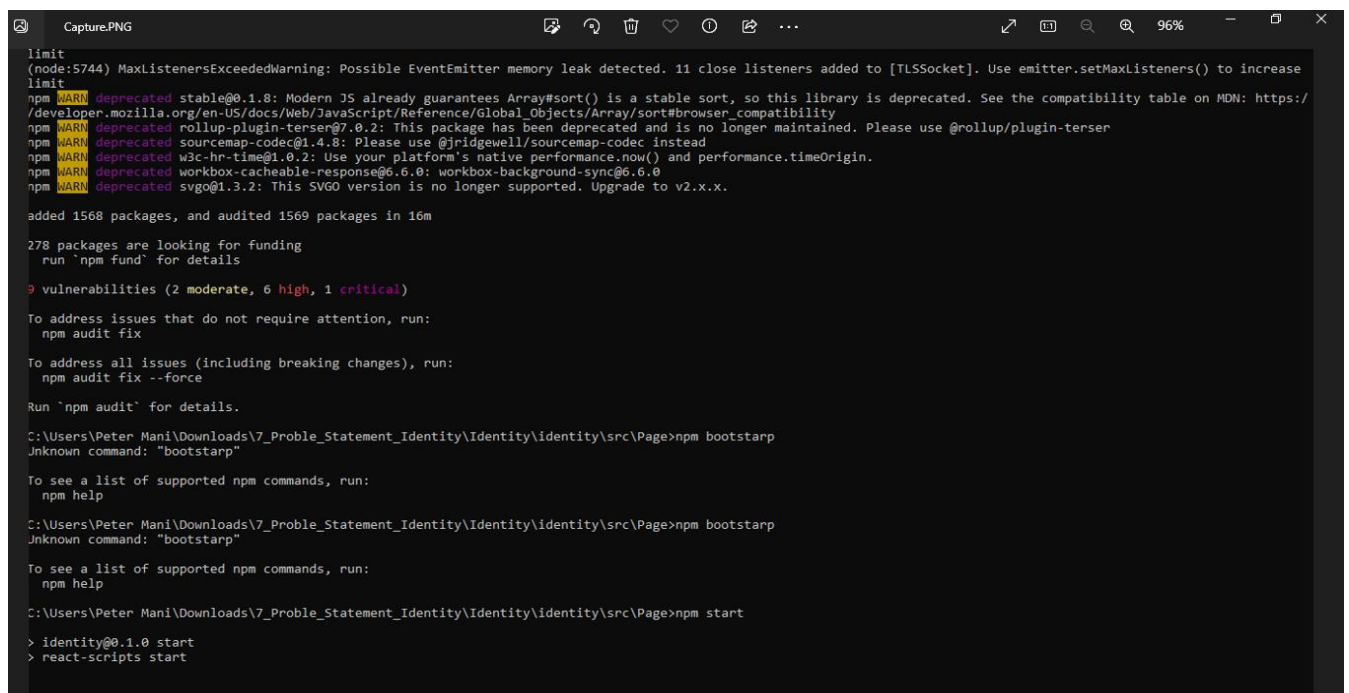 Capture.PNG
96%
limit
(node:5744) MaxListenersExceededWarning: Possible EventEmitter memory leak detected. 11 close listeners added to [TLSSocket]. Use emitter.setMaxListeners() to increase
limit
npm WARN deprecated stable@0.1.8: Modern JS already guarantees Array#sort() is a stable sort, so this library is deprecated. See the compatibility table on MDN: https:/
/developer.mozilla.org/en-US/docs/Web/JavaScript/Reference/Global_Objects/Array/sort#browser_compatibility
npm WARN deprecated rollup-plugin-terser@7.0.2: This package has been deprecated and is no longer maintained. Please use @rollup/plugin-terser
npm WARN deprecated sourcemap-codec@1.4.8: Please use @jridgewell/sourcemap-codec instead
npm WARN deprecated w3c-hr-time@1.0.2: Use your platform's native performance.now() and performance.timeOrigin.
npm WARN deprecated workbox-cacheable-response@6.6.0: workbox-background-sync@6.6.0
npm WARN deprecated svgo@1.3.2: This SVGO version is no longer supported. Upgrade to v2.x.x.
added 1568 packages, and audited 1569 packages in 16m
278 packages are looking for funding
run `npm fund` for details
9 vulnerabilities (2 moderate, 6 high, 1 critical)
To address issues that do not require attention, run:
npm audit fix
To address all issues (including breaking changes), run:
npm audit fix --force
Run `npm audit` for details.
C:\Users\Peter Mani\Downloads\7_Proble_Statement_Identity\Identity\identity\src\Page>npm bootstarp
Unknown command: "bootstarp"
To see a list of supported npm commands, run:
npm help
C:\Users\Peter Mani\Downloads\7_Proble_Statement_Identity\Identity\identity\src\Page>npm bootstarp
Unknown command: "bootstarp"
To see a list of supported npm commands, run:
npm help
C:\Users\Peter Mani\Downloads\7_Proble_Statement_Identity\Identity\identity\src\Page>npm start
> identity@0.1.0 start
> react-scripts start